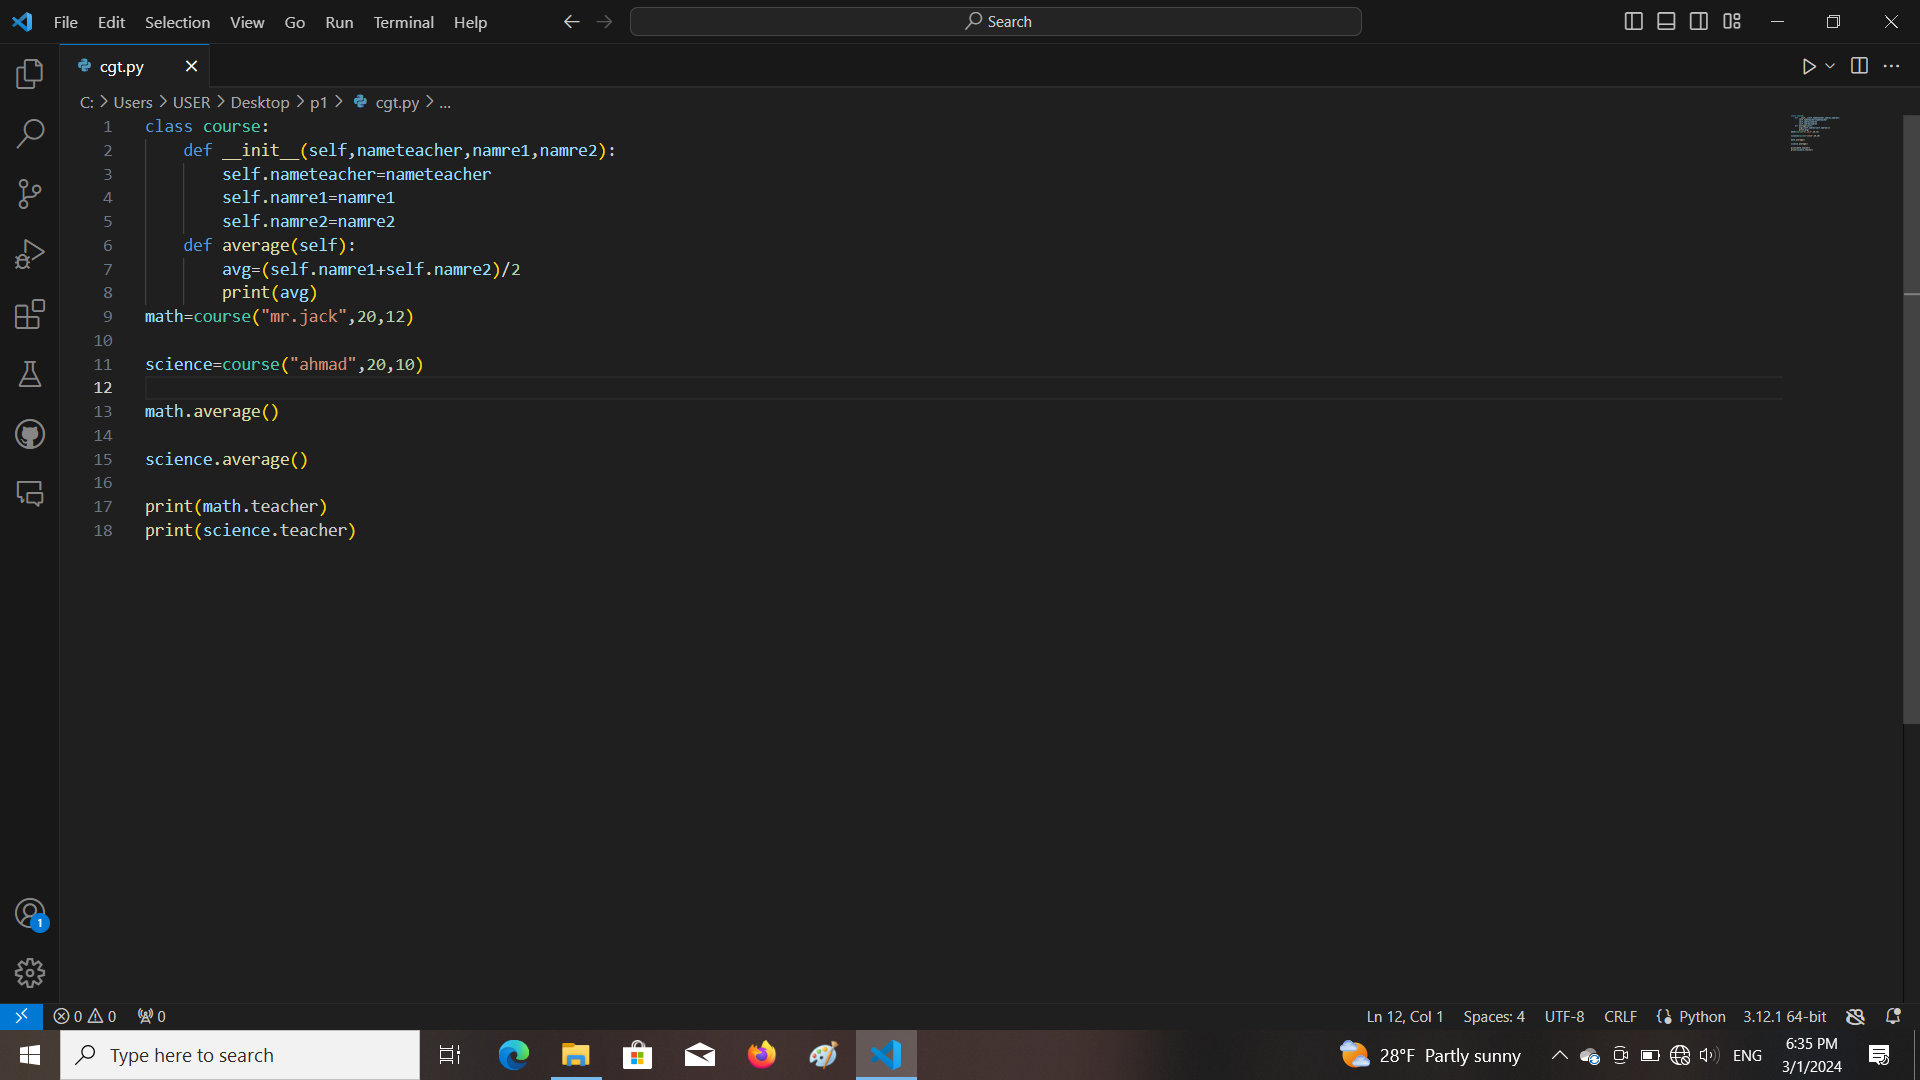 File Edit Selection View Go Run Terminal Help Search
cgt.py
C: > Users > USER > Desktop > p1 > cgt.py > ...
1 class course:
2 def __init__(self,nameteacher,namre1,namre2):
3 self.nameteacher=nameteacher
4 self.namre1=namre1
5 self.namre2=namre2
6 def average(self):
7 avg=(self.namre1+self.namre2)/2
8 print(avg)
9 math=course("mr.jack",20,12)
10
11 science=course("ahmad",20,10)
12
13 math.average()
14
15 science.average()
16
17 print(math.teacher)
18 print(science.teacher)
1
0 0 0 Ln 12, Col 1 Spaces: 4 UTF-8 CRLF Python 3.12.1 64-bit
Type here to search 28°F Partly sunny ENG 6:35 PM
3/1/2024